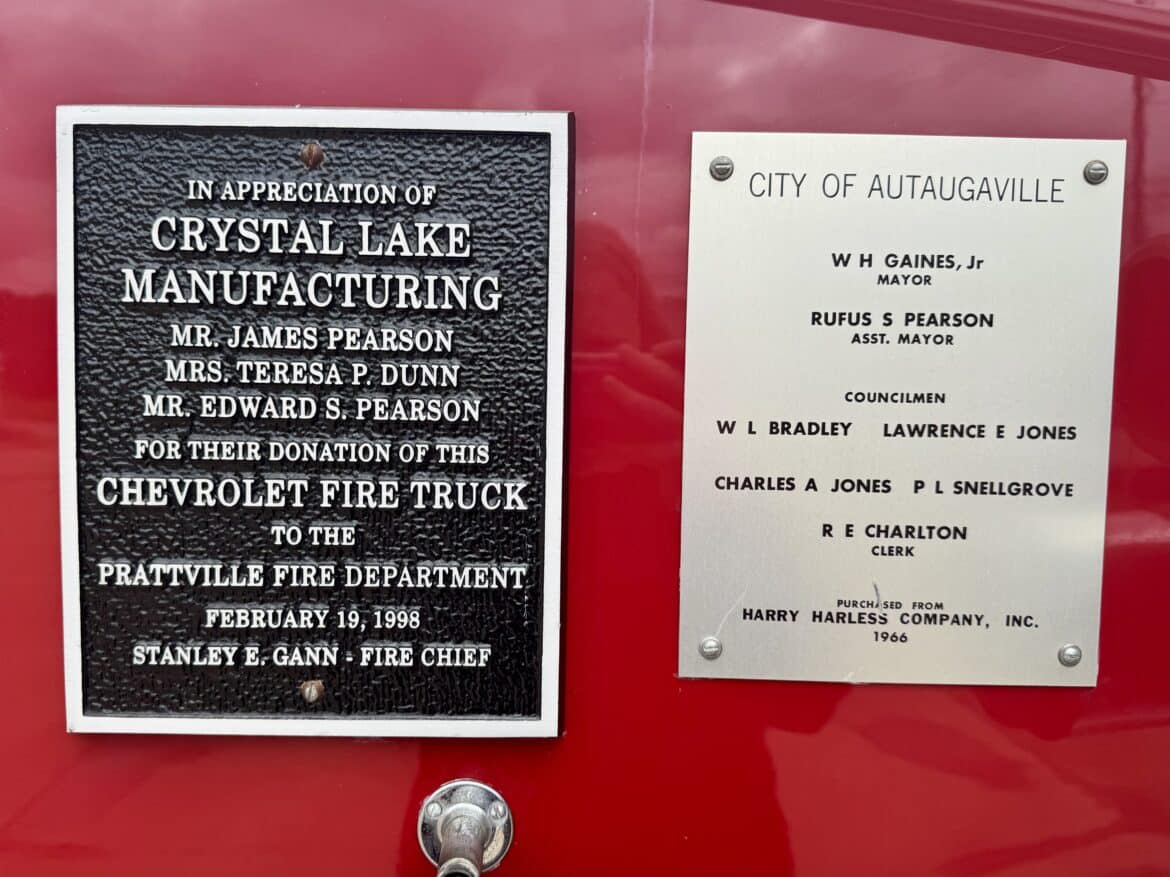 IN APPRECIATION OF
CRYSTAL LAKE
MANUFACTURING
MR. JAMES PEARSON
MRS. TERESA P. DUNN
MR. EDWARD S. PEARSON
FOR THEIR DONATION OF THIS
CHEVROLET FIRE TRUCK
TO THE
PRATTVILLE FIRE DEPARTMENT
FEBRUARY 19, 1998
STANLEY E. GANN - FIRE CHIEF
CITY OF AUTAUGAVILLE
W H GAINES, Jr
MAYOR
RUFUS S PEARSON
ASST. MAYOR
COUNCILMEN
W L BRADLEY LAWRENCE E JONES
CHARLES A JONES P L SNELLGROVE
R E CHARLTON
CLERK
PURCHASED FROM
HARRY HARLESS COMPANY, INC.
1966